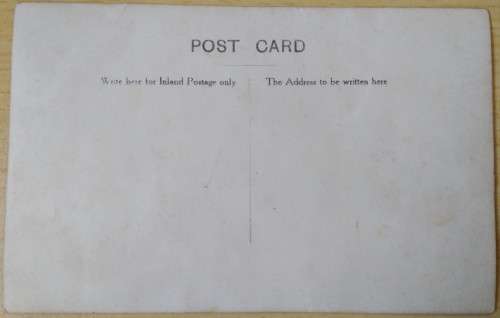 POST CARD
Write here for Inland Postage only
The Address to be written here